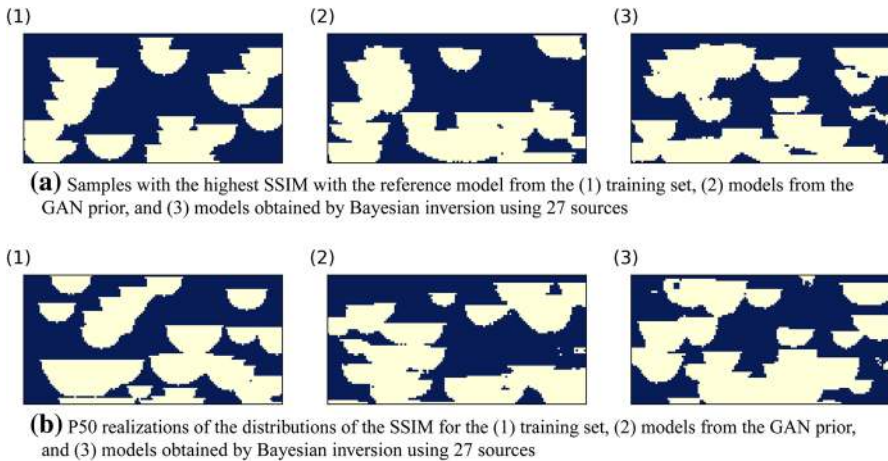 (1) (2) (3)
(a) Samples with the highest SSIM with the reference model from the (1) training set, (2) models from the
GAN prior, and (3) models obtained by Bayesian inversion using 27 sources
(1) (2) (3)
(b) P50 realizations of the distributions of the SSIM for the (1) training set, (2) models from the GAN prior,
and (3) models obtained by Bayesian inversion using 27 sources